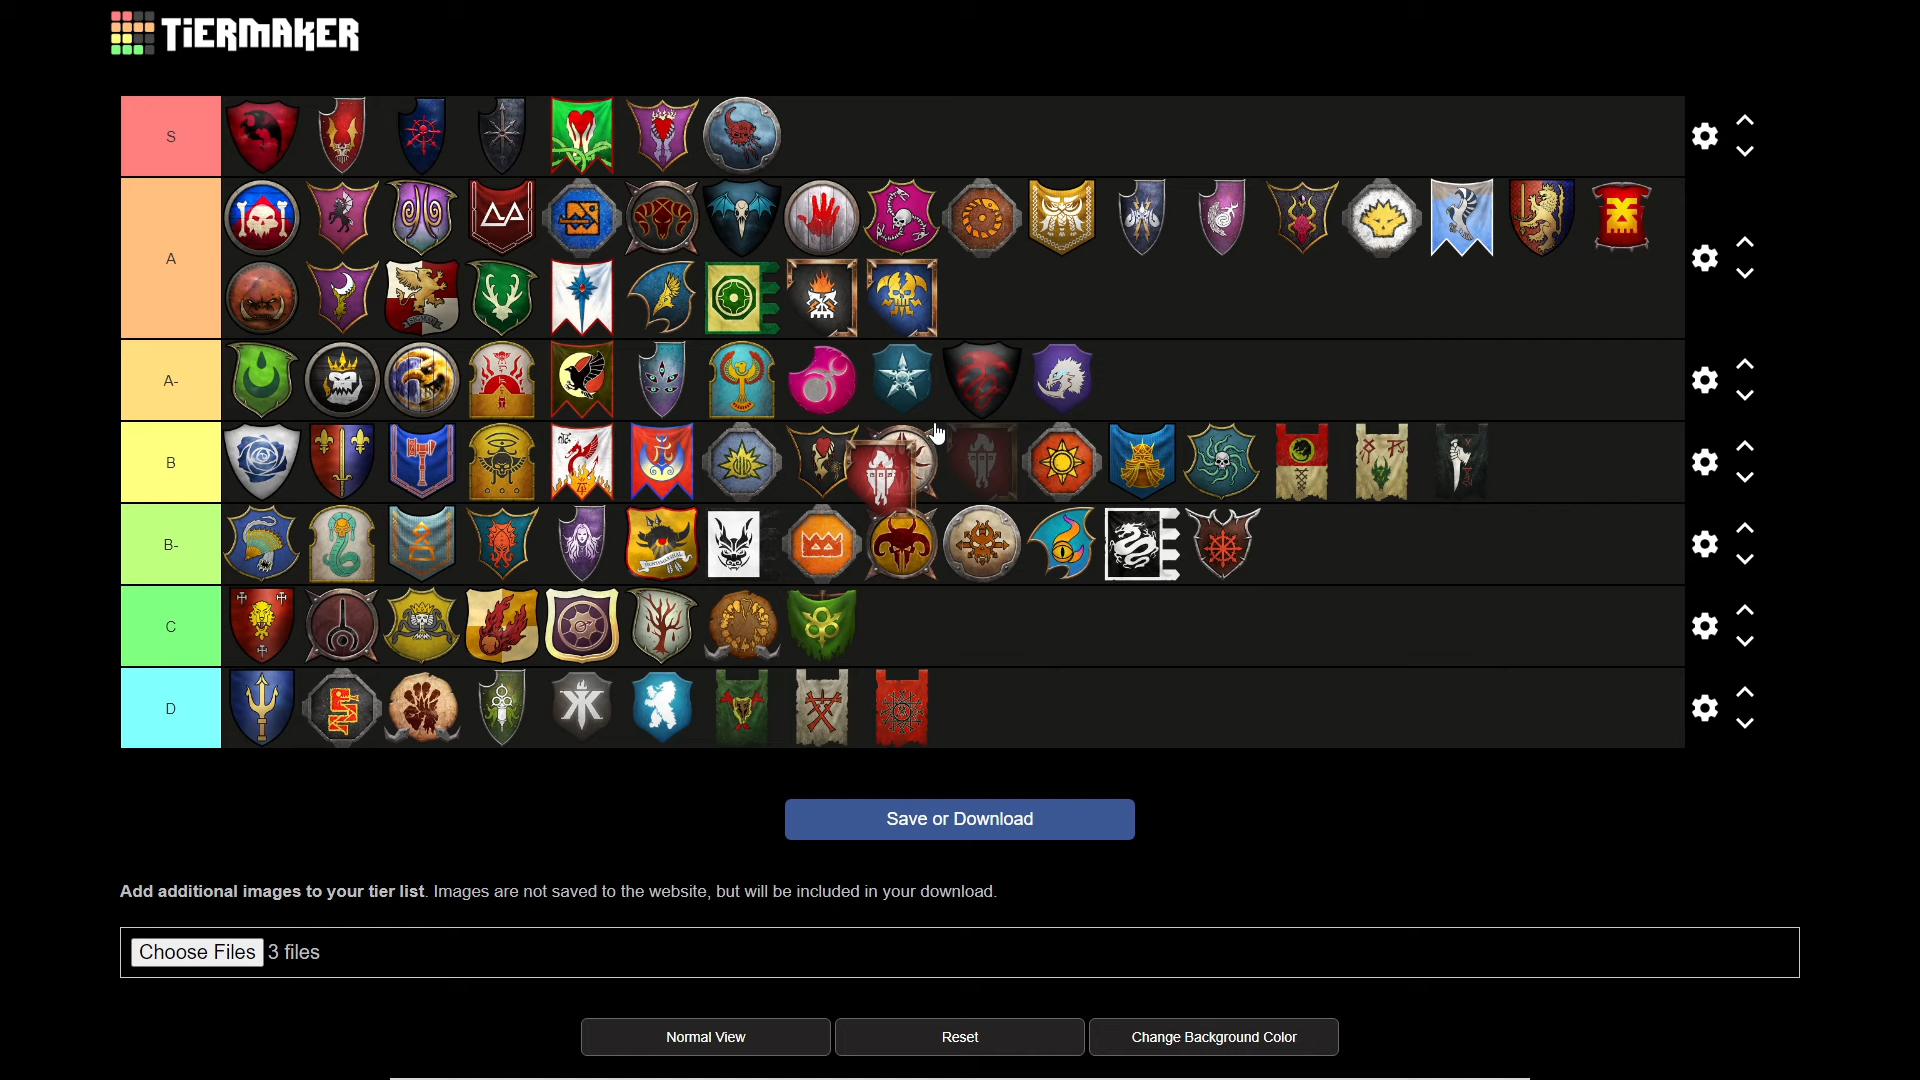 TiERMAKER
S
A
A-
B
B-
C
D
Save or Download
Add additional images to your tier list. Images are not saved to the website, but will be included in your download.
Choose Files 3 files
Normal View
Reset
Change Background Color